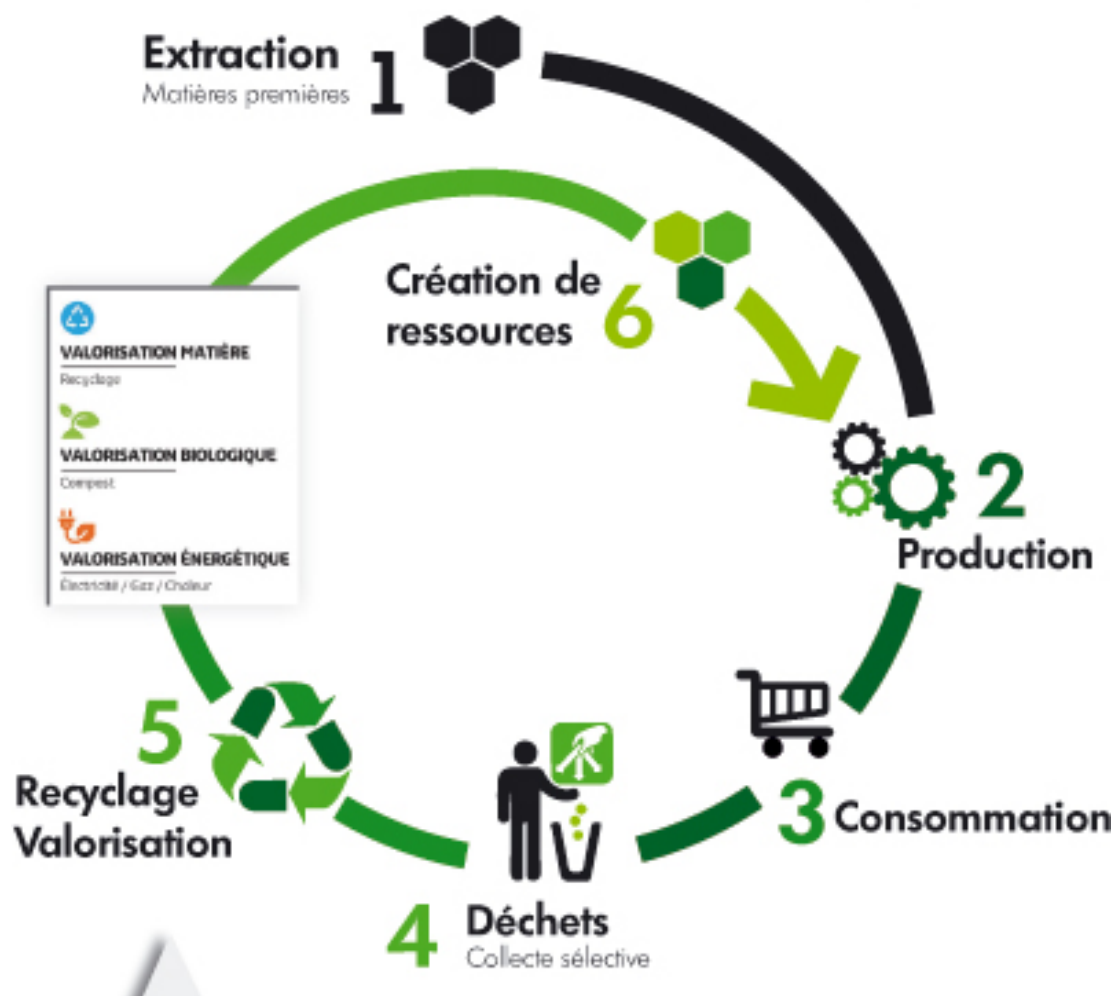 Extraction
Matières premières
1
Création de
ressources
6
VALORISATION MATIÈRE
Recyclage
VALORISATION BIOLOGIQUE
Compost
VALORISATION ÉNERGÉTIQUE
Électricité / Gaz / Chaleur
2
Production
3 Consommation
4 Déchets
Collecte sélective
5
Recyclage
Valorisation